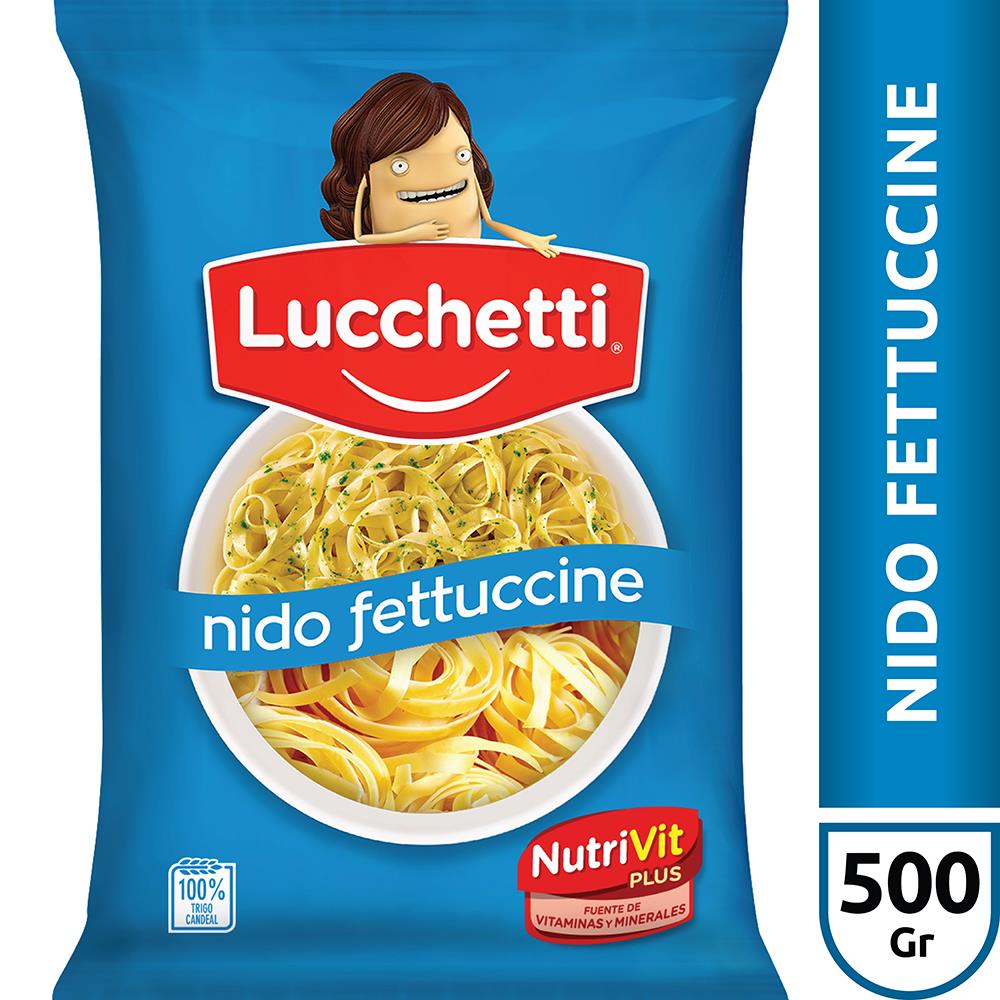 Lucchetti®
nido fettuccine
100%
TRIGO
CANDEAL
NutriVit
PLUS
FUENTE DE
VITAMINAS Y MINERALES
NIDO FETTUCCINE
500
Gr